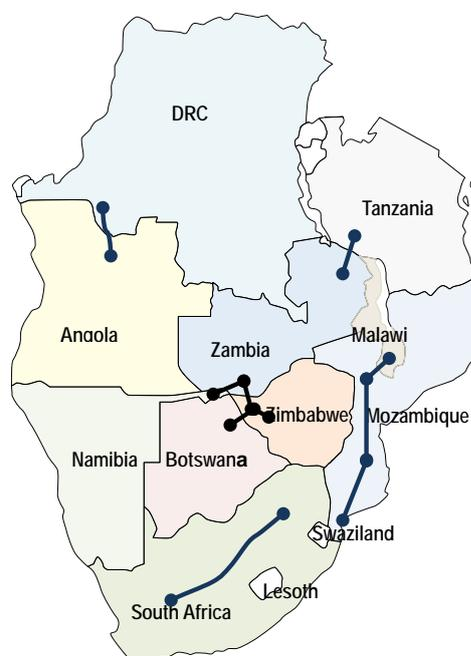 DRC
Tanzania
Angola
Malawi
Zambia
Zimbabwe
Mozambique
Namibia
Botswana
Swaziland
Lesoth
South Africa